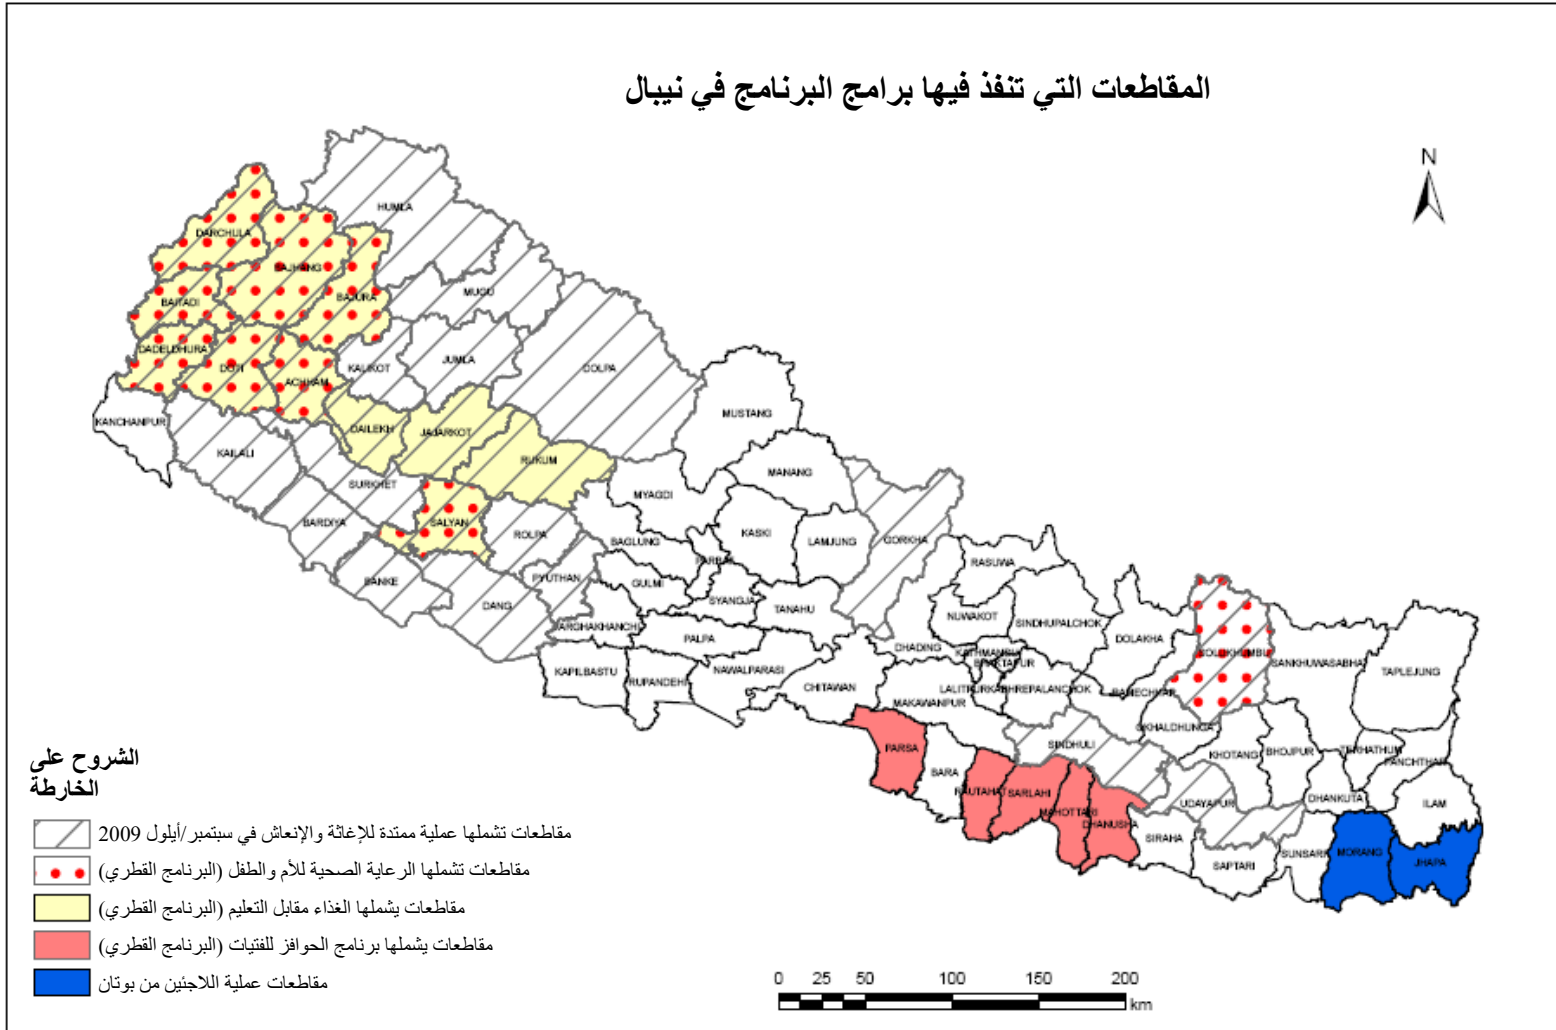 المقاطعات التي تنفذ فيها برامج البرنامج في نيبال
N
HUMLA
DARCHULA
BAJHANG
BAITADI
BAJURA
MUGU
DADELDHURA
DOTI
ACHHAM
KALIKOT
JUMLA
DOLPA
KANCHANPUR
MUSTANG
DAILEKH
JAJARKOT
KAILALI
RUKUM
MANANG
SURKHET
MYAGDI
BARDIYA
SALYAN
ROLPA
KASKI
LAMJUNG
GORKHA
BAGLUNG
RASUWA
BANKE
PYUTHAN
GULMI
SYANGJA
TANAHU
DANG
NUWAKOT
SINDHUPALCHOK
ARGHAKHANCHI
PALPA
DHADING
DOLAKHA
SOLUKHUMBU
SANKHUWASABHA
TAPLEJUNG
KAPILBASTU
RUPANDEHI
NAWALPARASI
CHITAWAN
MAKAWANPUR
BHAKTAPUR
OKHALDHUNGA
PARSA
BARA
SINDHULI
KHOTANG
BHOJPUR
TERHATHUM
PANCHTHAR
RAUTAHAT
SARLAHI
MAHOTTARI
DHANUSHA
UDAYAPUR
DHANKUTA
ILAM
SIRAHA
SAPTARI
SUNSARI
MORANG
JHAPA
الشروح على
الخارطة
مقاطعات تشملها عملية ممتدة للإغاثة والإنعاش في سبتمبر/أيلول 2009
مقاطعات تشملها الرعاية الصحية للأم والطفل (البرنامج القطري)
مقاطعات يشملها الغذاء مقابل التعليم (البرنامج القطري)
مقاطعات يشملها برنامج الحوافز للفتيات (البرنامج القطري)
مقاطعات عملية اللاجئين من بوتان
0 25 50 100 150 200
km